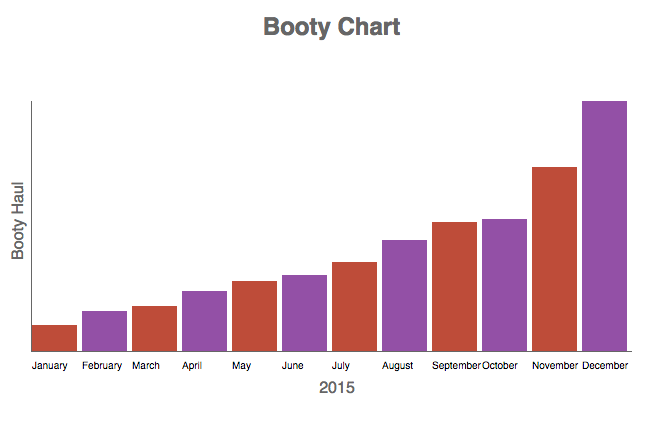 Booty Chart
Booty Haul
January February March April May June July August September October November December
2015